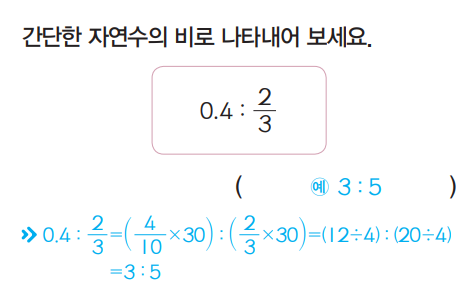 간단한 자연수의 비로 나타내어 보세요.
0.4 : 2/3
( 예 3 : 5 )
» 0.4 : 2/3 =(4/10×30) : (2/3×30)=(12÷4) : (20÷4)
=3 : 5